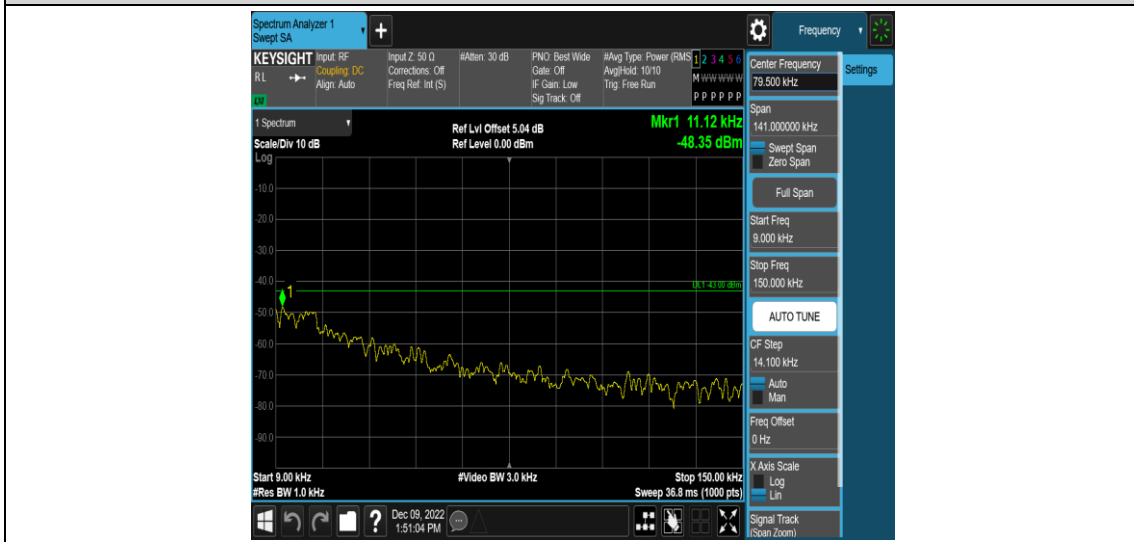 Spectrum Analyzer 1
Swept SA
+
Frequency
KEYSIGHT
RL
Input: RF
Coupling: DC
Align: Auto
Input Z: 50 Ω
Corrections: Off
Freq Ref: Int (S)
#Atten: 30 dB
PNO: Best Wide
Gate: Off
IF Gain: Low
Sig Track: Off
#Avg Type: Power (RMS
Avg|Hold: 10/10
Trig: Free Run
1 2 3 4 5 6
M W W W W W
P P P P P P
1 Spectrum
Scale/Div 10 dB
Log
Ref Lvl Offset 5.04 dB
Ref Level 0.00 dBm
Mkr1 11.12 kHz
-48.35 dBm
-10.0
-20.0
-30.0
-40.0
-50.0
-60.0
-70.0
-80.0
-90.0
1
DL1 -43.00 dBm
Start 9.00 kHz
#Res BW 1.0 kHz
#Video BW 3.0 kHz
Stop 150.00 kHz
Sweep 36.8 ms (1000 pts)
Center Frequency
79.500 kHz
Settings
Span
141.000000 kHz
Swept Span
Zero Span
Full Span
Start Freq
9.000 kHz
Stop Freq
150.000 kHz
AUTO TUNE
CF Step
14.100 kHz
Auto
Man
Freq Offset
0 Hz
X Axis Scale
Log
Lin
Signal Track
(Span Zoom)
?
Dec 09, 2022
1:51:04 PM